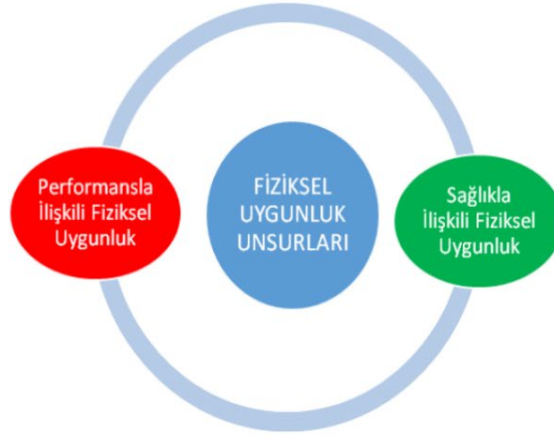 Performansla
İlişkili Fiziksel
Uygunluk
FİZİKSEL
UYGUNLUK
UNSURLARI
Sağlıkla
İlişkili Fiziksel
Uygunluk